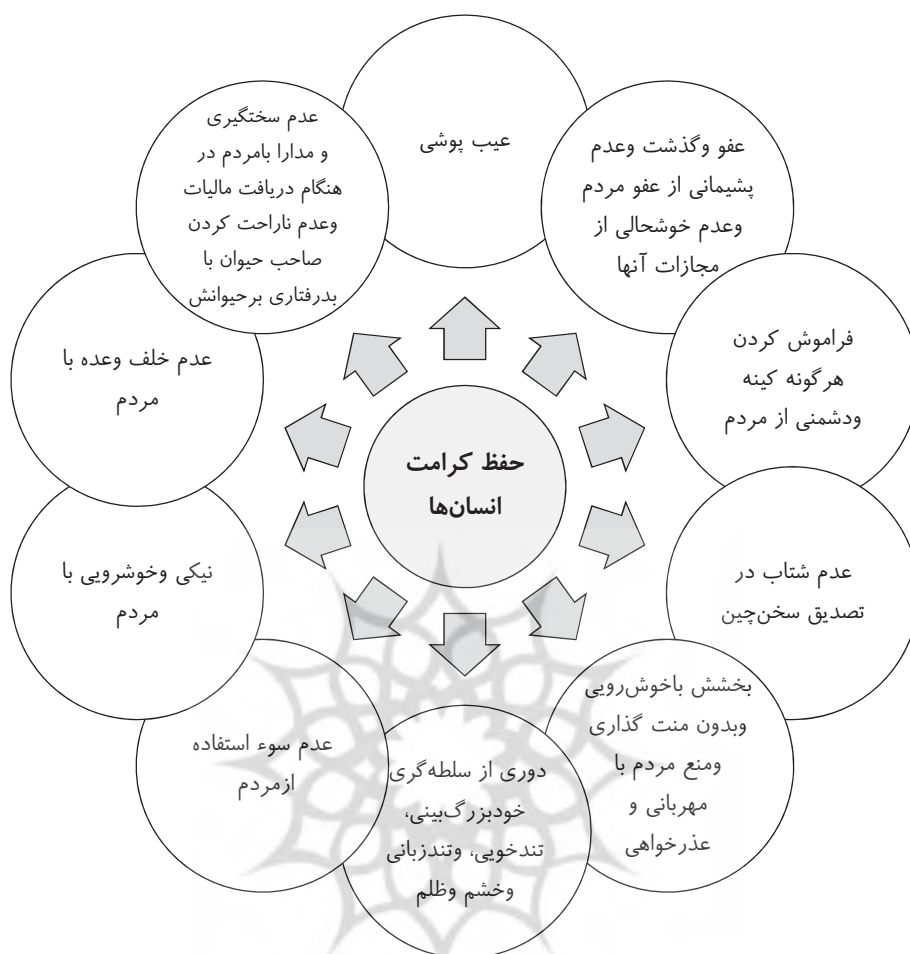 عیب پوشی
عفو وگذشت وعدم
پشیمانی از عفو مردم
وعدم خوشحالی از
مجازات آنها
فراموش کردن
هرگونه کینه
ودشمنی از مردم
عدم شتاب در
تصدیق سخن‌چین
بخشش باخوش‌رویی
وبدون منت گذاری
ومنع مردم با
مهربانی و
عذرخواهی
دوری از سلطه‌گری
خودبزرگ‌بینی،
تندخویی، وتندزبانی
وخشم وظلم
عدم سوء استفاده
ازمردم
نیکی وخوشرویی با
مردم
عدم خلف وعده با
مردم
عدم سختگیری
و مدارا بامردم در
هنگام دریافت مالیات
وعدم ناراحت کردن
صاحب حیوان با
بدرفتاری برحیوانش
حفظ کرامت
انسان‌ها